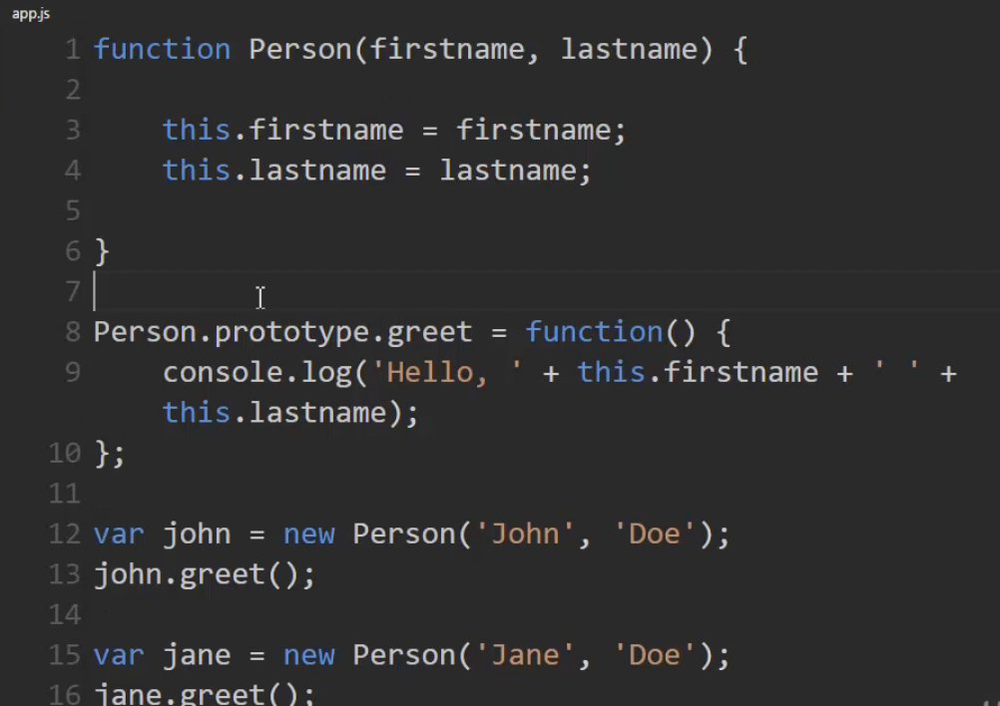 app.js
1 function Person(firstname, lastname) {
2
3     this.firstname = firstname;
4     this.lastname = lastname;
5
6 }
7
8 Person.prototype.greet = function() {
9     console.log('Hello, ' + this.firstname + ' ' +
    this.lastname);
10 };
11
12 var john = new Person('John', 'Doe');
13 john.greet();
14
15 var jane = new Person('Jane', 'Doe');
16 jane.greet();